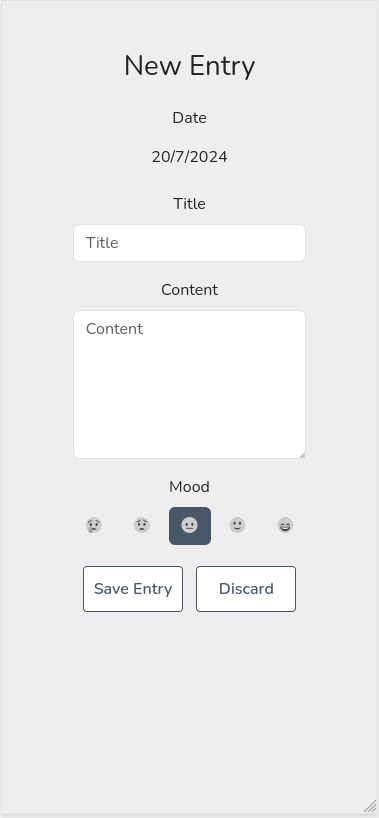 New Entry
Date
20/7/2024
Title
Title
Content
Content
Mood
Save Entry
Discard